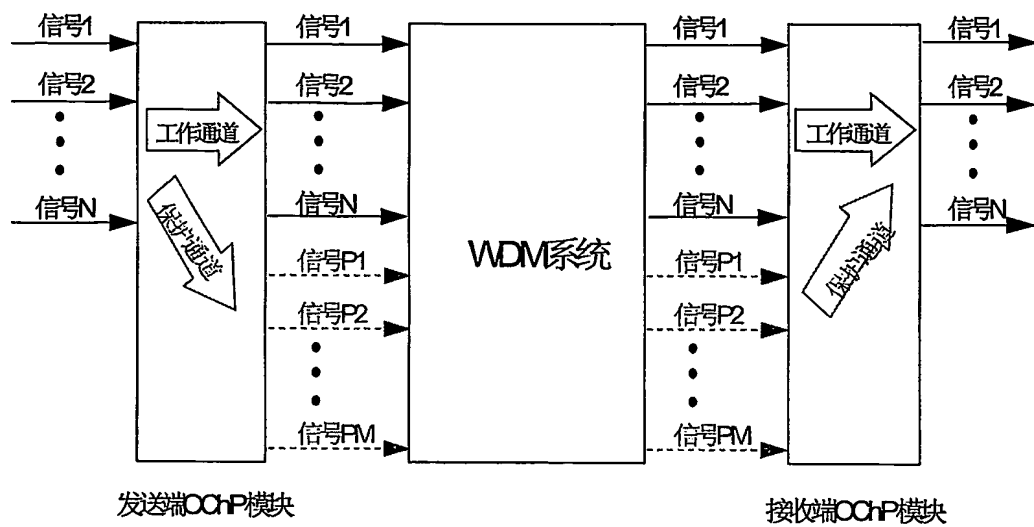 信号1
信号2
信号N
工作通道
保护通道
信号1
信号2
信号N
信号P1
信号P2
信号PM
WDM系统
信号1
信号2
信号N
信号P1
信号P2
信号PM
工作通道
保护通道
信号1
信号2
信号N
发送端OChP模块
接收端OChP模块